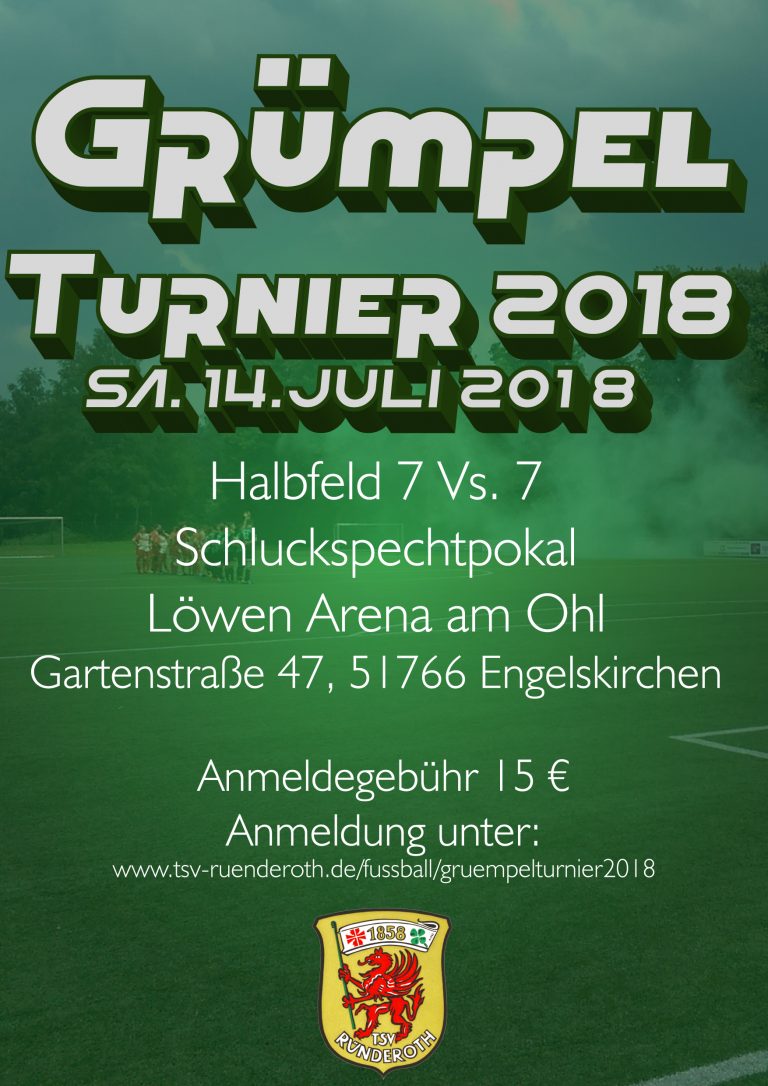 Grümpel
Turnier 2018
Sa. 14.Juli 2018
Halbfeld 7 Vs. 7
Schluckspechtpokal
Löwen Arena am Ohl
Gartenstraße 47, 51766 Engelskirchen
Anmeldegebühr 15 €
Anmeldung unter:
www.tsv-ruenderoth.de/fussball/gruempelturnier2018
1858
TSV
RÜNDEROTH